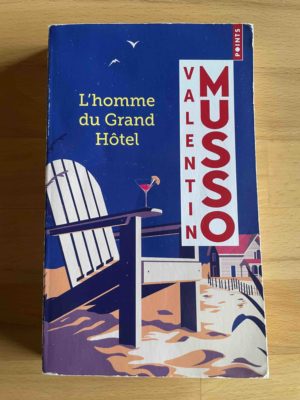 POINTS
VALENTIN
MUSSO
L'homme
du Grand
Hôtel